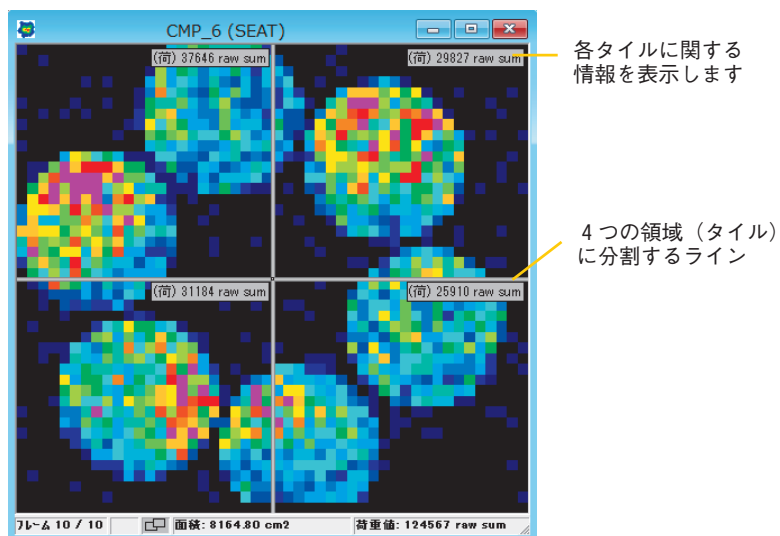 CMP_6 (SEAT)
(荷) 37646 raw sum
(荷) 29827 raw sum
各タイルに関する
情報を表示します
4つの領域（タイル）
に分割するライン
(荷) 31184 raw sum
(荷) 25910 raw sum
フレーム 10 / 10
面積: 8164.80 cm2
荷重値: 124567 raw sum